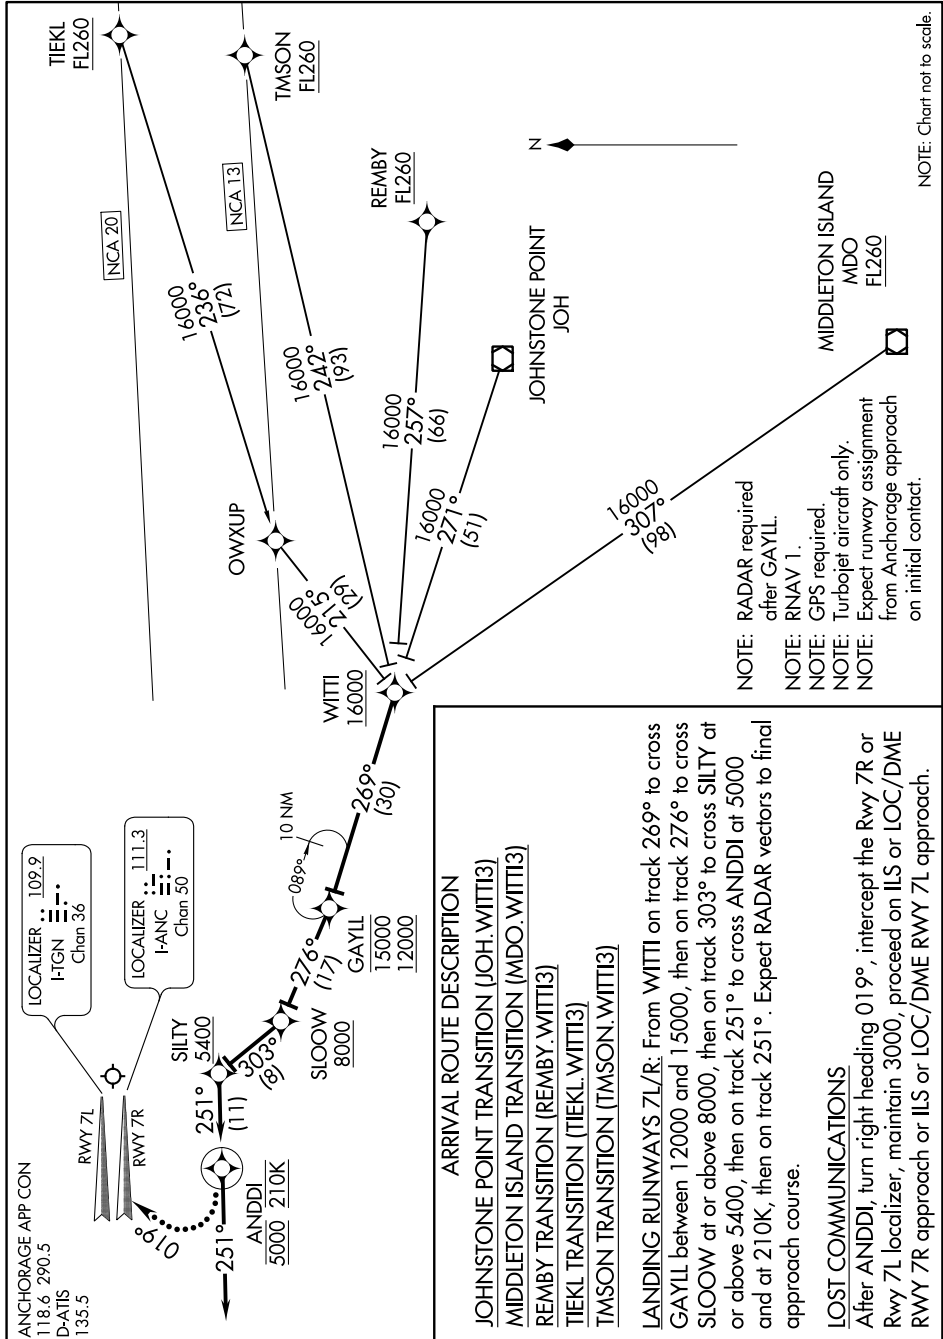 ANCHORAGE APP CON
118.6 290.5
D-ATIS
135.5
LOCALIZER 109.9
I-TGN
Chan 36
LOCALIZER 111.3
I-ANC
Chan 50
RWY 7L
RWY 7R
019°
251°
ANDDI
5000 210K
251°
(11)
SILTY
5400
303°
(8)
SLOOW
8000
276°
(17)
GAYLL
15000
12000
089°
10 NM
269°
(30)
WITTI
16000
16000
215°
(29)
OWXUP
16000
236°
(72)
NCA 20
TIEKL
FL260
NCA 13
TMSON
FL260
16000
242°
(93)
REMBY
FL260
16000
257°
(66)
JOHNSTONE POINT
JOH
16000
271°
(51)
MIDDLETON ISLAND
MDO
FL260
16000
307°
(98)
N
NOTE: RADAR required
after GAYLL.
NOTE: RNAV 1.
NOTE: GPS required.
NOTE: Turbojet aircraft only.
NOTE: Expect runway assignment
from Anchorage approach
on initial contact.
NOTE: Chart not to scale.
ARRIVAL ROUTE DESCRIPTION
JOHNSTONE POINT TRANSITION (JOH.WITTI3)
MIDDLETON ISLAND TRANSITION (MDO.WITTI3)
REMBY TRANSITION (REMBY.WITTI3)
TIEKL TRANSITION (TIEKL.WITTI3)
TMSON TRANSITION (TMSON.WITTI3)
LANDING RUNWAYS 7L/R: From WITTI on track 269° to cross
GAYLL between 12000 and 15000, then on track 276° to cross
SLOOW at or above 8000, then on track 303° to cross SILTY at
or above 5400, then on track 251° to cross ANDDI at 5000
and at 210K, then on track 251°. Expect RADAR vectors to final
approach course.
LOST COMMUNICATIONS
After ANDDI, turn right heading 019°, intercept the Rwy 7R or
Rwy 7L localizer, maintain 3000, proceed on ILS or LOC/DME
RWY 7R approach or ILS or LOC/DME RWY 7L approach.